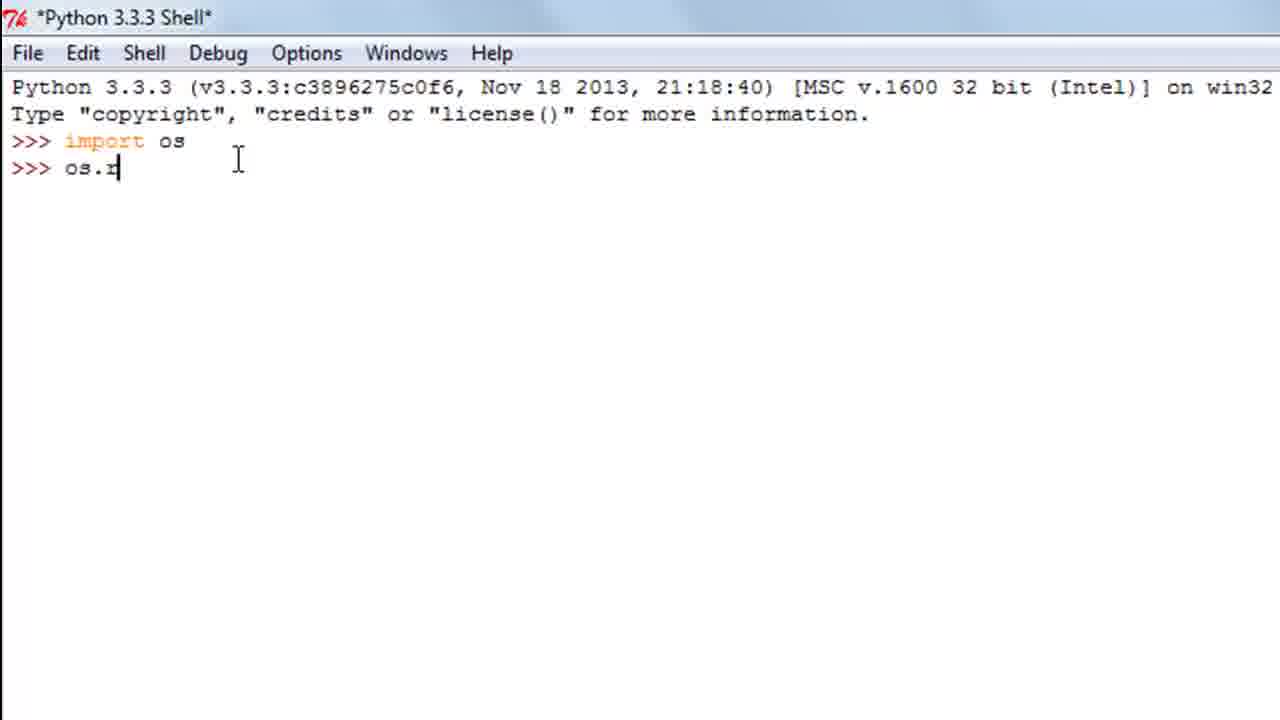 *Python 3.3.3 Shell*
File Edit Shell Debug Options Windows Help
Python 3.3.3 (v3.3.3:c3896275c0f6, Nov 18 2013, 21:18:40) [MSC v.1600 32 bit (Intel)] on win32
Type "copyright", "credits" or "license()" for more information.
>>> import os
>>> os.r